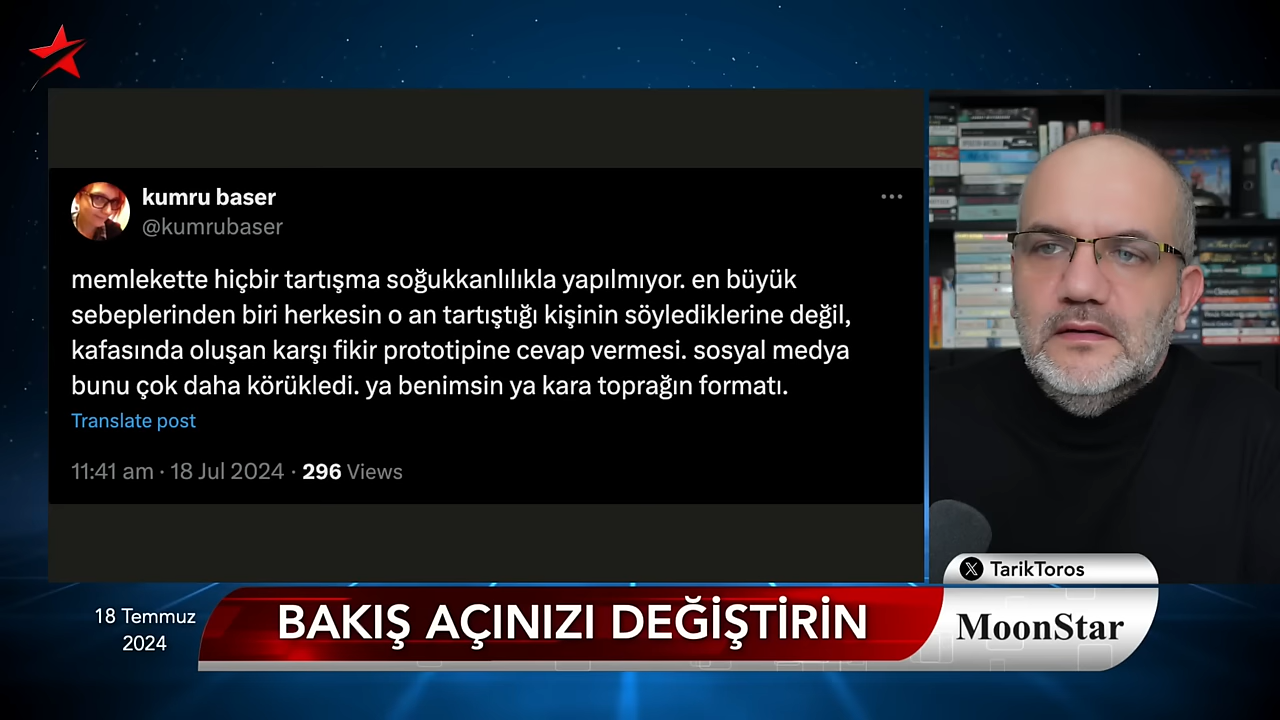 kumru baser
@kumrubaser
memlekette hiçbir tartışma soğukkanlılıkla yapılmıyor. en büyük
sebeplerinden biri herkesin o an tartıştığı kişinin söylediklerine değil,
kafasında oluşan karşı fikir prototipine cevap vermesi. sosyal medya
bunu çok daha körükledi. ya benimsin ya kara toprağın formatı.
Translate post
11:41 am · 18 Jul 2024 · 296 Views
TarikToros
18 Temmuz
2024
BAKIŞ AÇINIZI DEĞİŞTİRİN
MoonStar